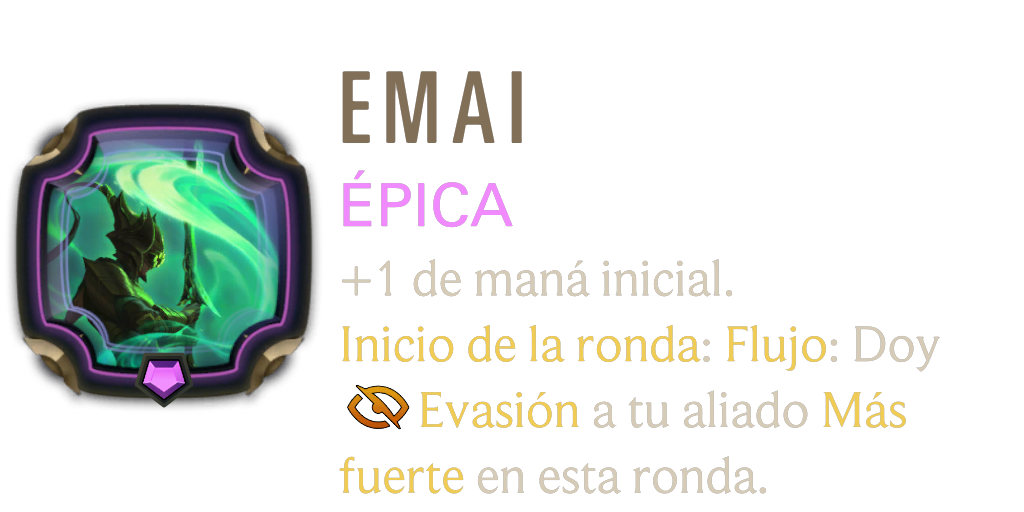 EMAI
ÉPICA
+1 de maná inicial.
Inicio de la ronda: Flujo: Doy
Evasión a tu aliado Más
fuerte en esta ronda.